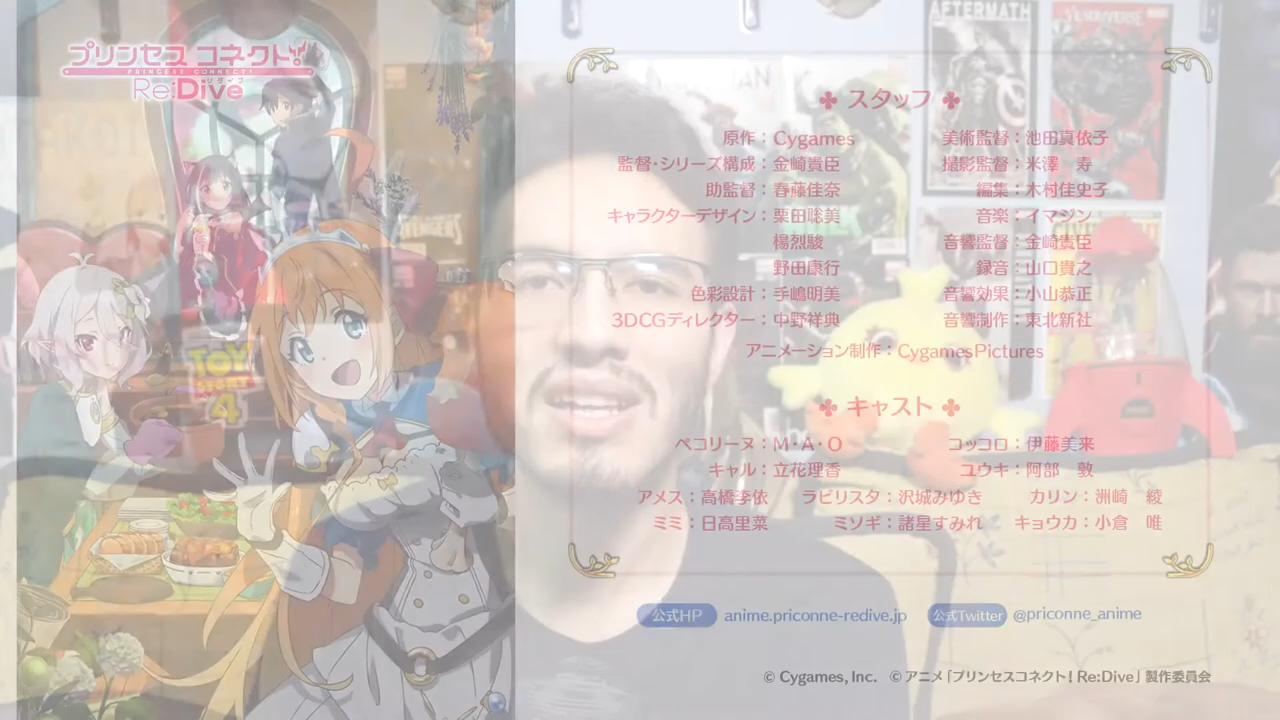 プリンセスコネクト!
PRINCESS CONNECT!
Re:Dive
リダイブ
AFTERMATH
VENOMVERSE
AVENGERS
TOY
STORY
4
スタッフ
原作：Cygames
監督・シリーズ構成：金崎貴臣
助監督：春藤佳奈
キャラクターデザイン：栗田聡美
楊烈駿
野田康行
色彩設計：手嶋明美
3DCGディレクター：中野祥典
美術監督：池田真依子
撮影監督：米澤　寿
編集：木村佳史子
音楽：イマジン
音響監督：金崎貴臣
録音：山口貴之
音響効果：小山恭正
音響制作：東北新社
アニメーション制作：CygamesPictures
キャスト
ペコリーヌ：M・A・O　コッコロ：伊藤美来
キャル：立花理香　ユウキ：阿部　敦
アメス：高橋李依　ラビリスタ：沢城みゆき　カリン：洲崎　綾
ミミ：日高里菜　ミソギ：諸星すみれ　キョウカ：小倉　唯
公式HP anime.priconne-redive.jp 公式Twitter @priconne_anime
© Cygames, Inc.　© アニメ「プリンセスコネクト！Re:Dive」製作委員会